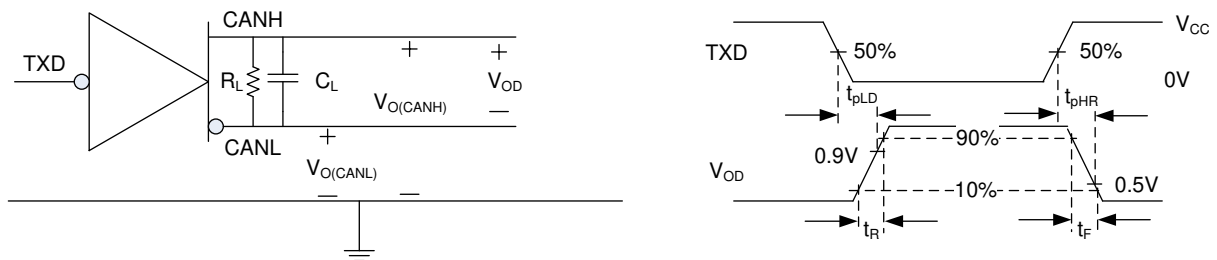 CANH
TXD
R_L
C_L
V_OD
V_O(CANH)
CANL
V_O(CANL)
TXD
50%
50%
V_CC
0V
t_pLD
t_pHR
0.9V
90%
V_OD
10%
0.5V
t_R
t_F